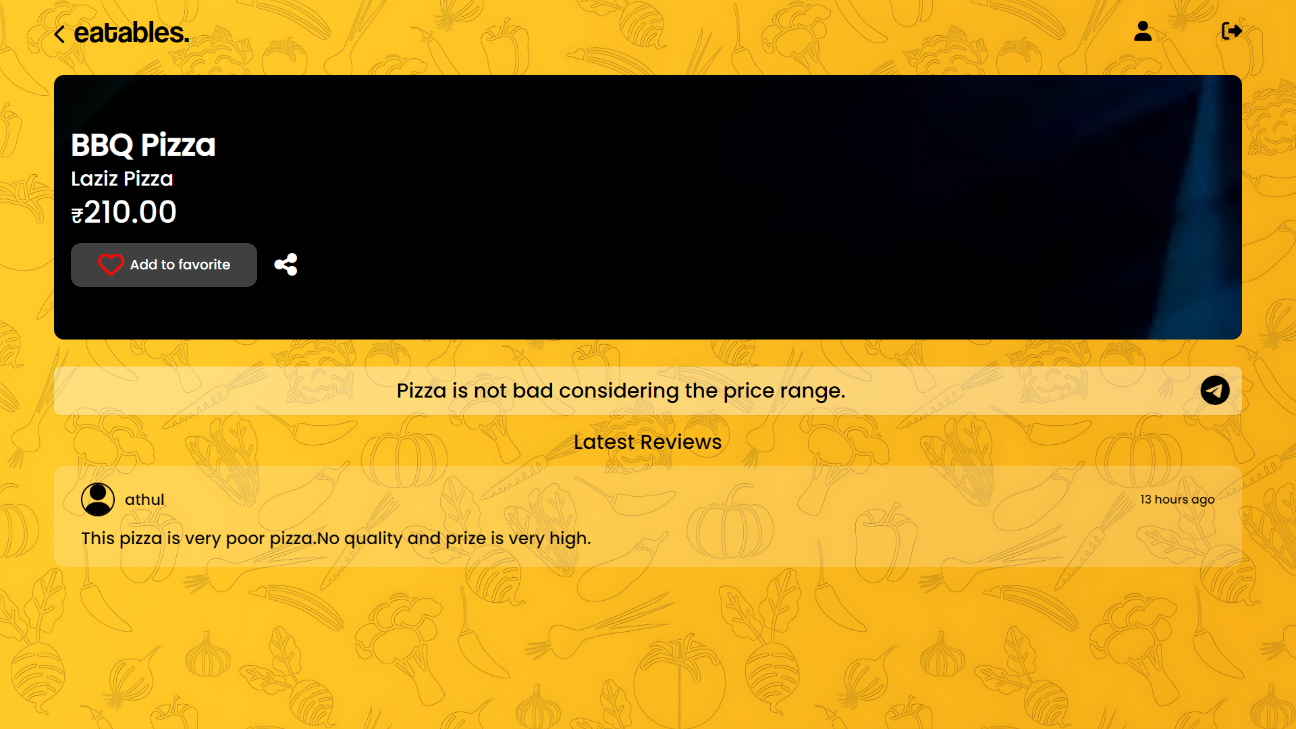 eatables.
BBQ Pizza
Laziz Pizza
₹210.00
Add to favorite
Pizza is not bad considering the price range.
Latest Reviews
athul
13 hours ago
This pizza is very poor pizza.No quality and prize is very high.